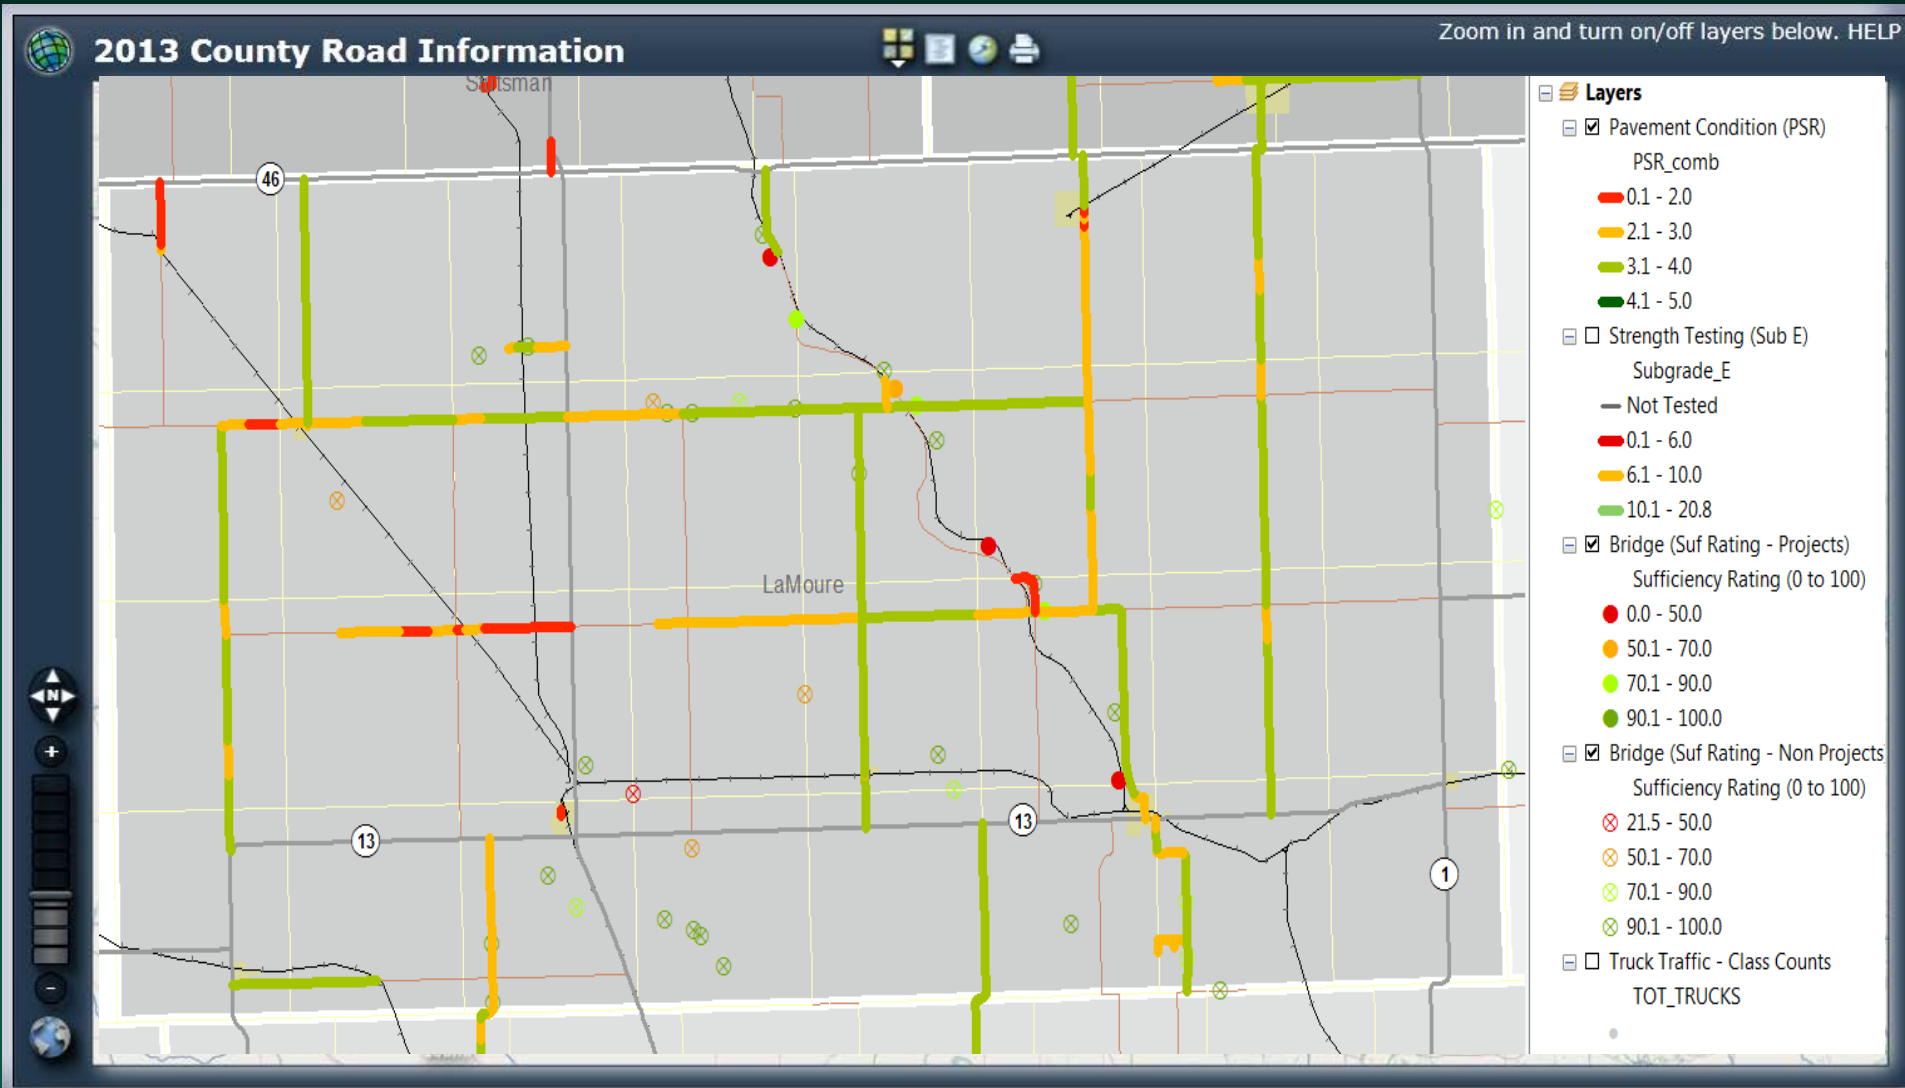 Zoom in and turn on/off layers below. HELP
2013 County Road Information
Stutsman
46
LaMoure
13
13
1
Layers
Pavement Condition (PSR)
PSR_comb
0.1 - 2.0
2.1 - 3.0
3.1 - 4.0
4.1 - 5.0
Strength Testing (Sub E)
Subgrade_E
Not Tested
0.1 - 6.0
6.1 - 10.0
10.1 - 20.8
Bridge (Suf Rating - Projects)
Sufficiency Rating (0 to 100)
0.0 - 50.0
50.1 - 70.0
70.1 - 90.0
90.1 - 100.0
Bridge (Suf Rating - Non Projects)
Sufficiency Rating (0 to 100)
21.5 - 50.0
50.1 - 70.0
70.1 - 90.0
90.1 - 100.0
Truck Traffic - Class Counts
TOT_TRUCKS
N